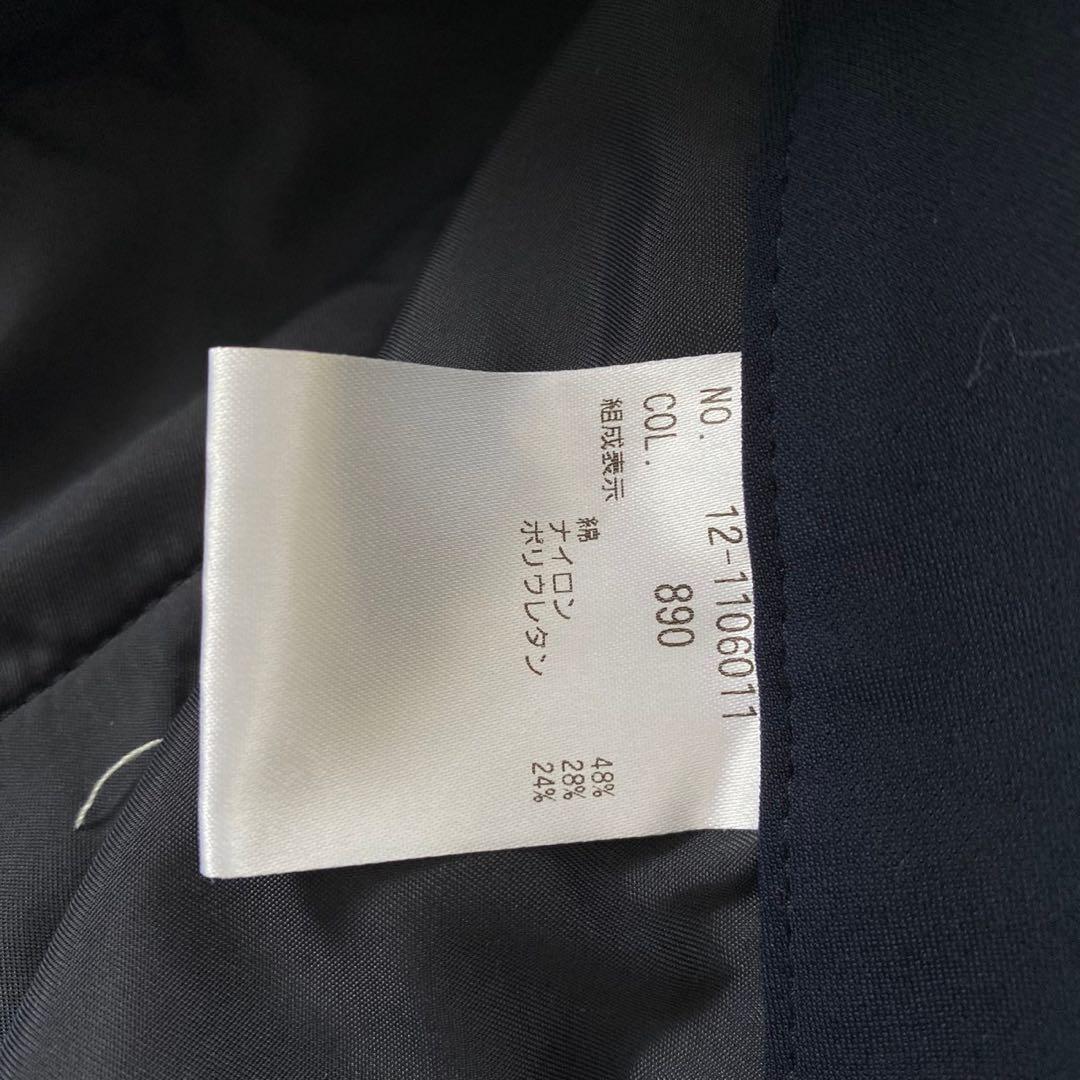 NO. 12-1106011
COL. 890
組成表示
綿 48%
ナイロン 28%
ポリウレタン 24%